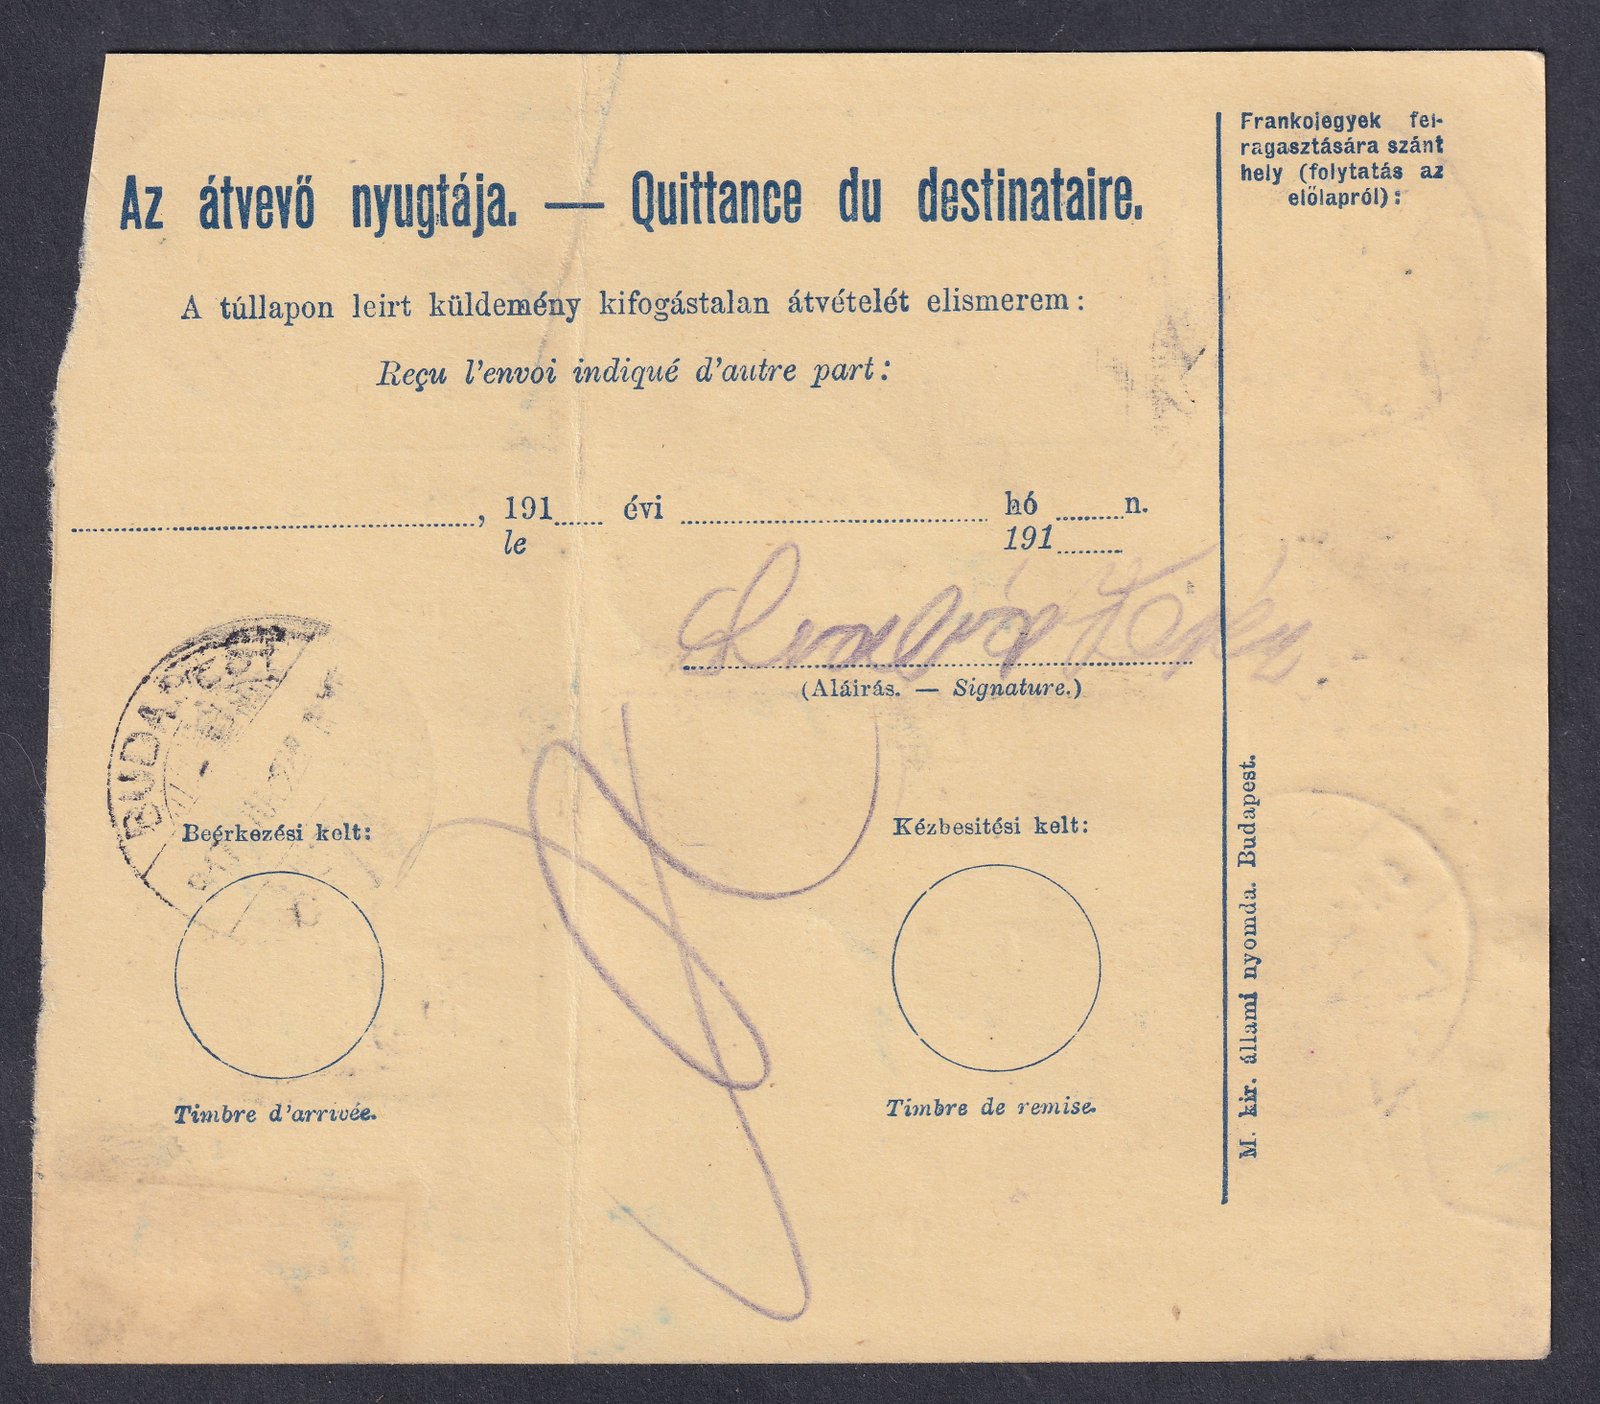 Az átvevő nyugtája. — Quittance du destinataire.
A túllapon leirt küldemény kifogástalan átvételét elismerem:
Reçu l'envoi indiqué d'autre part:
, 191 évi hó n.
le 191
(Aláirás. — Signature.)
BUDAPEST
Beérkezési kelt:
Timbre d'arrivée.
Kézbesitési kelt:
Timbre de remise.
Frankojegyek fel-
ragasztására szánt
hely (folytatás az
előlapról):
M. kir. állami nyomda. Budapest.